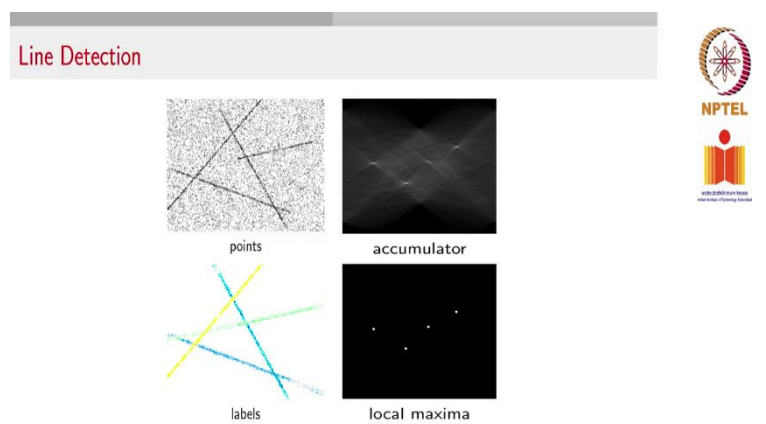 Line Detection
NPTEL
points
accumulator
labels
local maxima